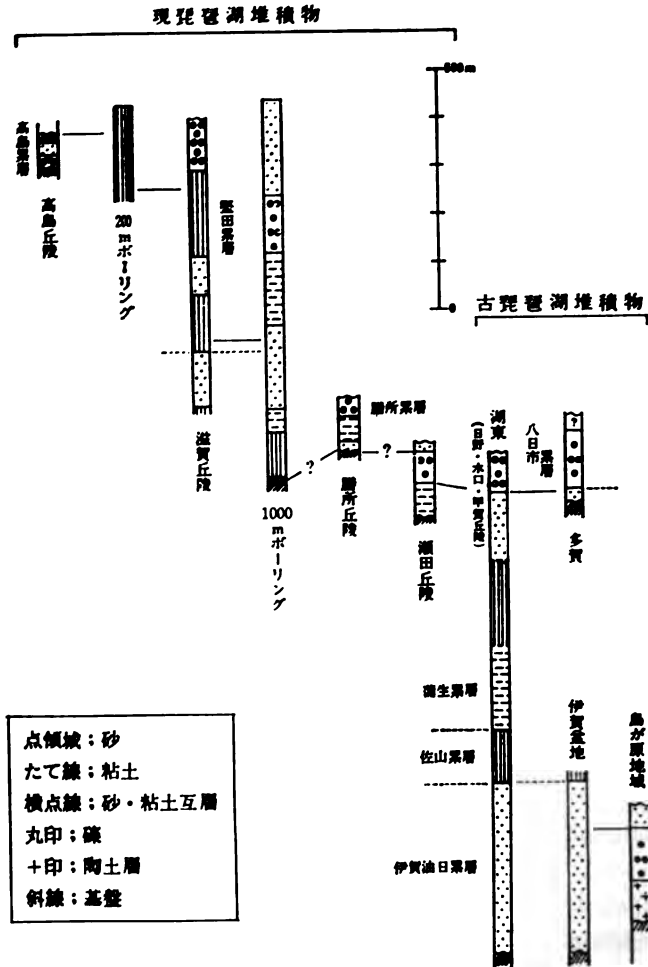 現琵琶湖堆積物
高島累層
高島丘陵
200mボーリング
堅田累層
滋賀丘陵
1000mボーリング
0
古琵琶湖堆積物
?
膳所累層
膳所丘陵
?
瀬田丘陵
湖東
(日野・水口・甲賀丘陵)
八日市累層
?
多賀
蒲生累層
佐山累層
伊賀油日累層
伊賀盆地
島が原地域
点領域；砂
たて線；粘土
横点線；砂・粘土互層
丸印；礫
+印；陶土層
斜線；基盤